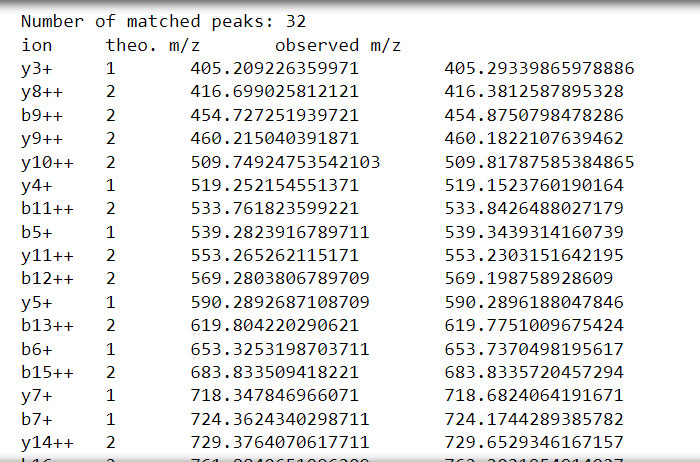 Number of matched peaks: 32
ion theo. m/z observed m/z
y3+ 1 405.209226359971 405.29339865978886
y8++ 2 416.699025812121 416.3812587895328
b9++ 2 454.727251939721 454.8750798478286
y9++ 2 460.215040391871 460.1822107639462
y10++ 2 509.74924753542103 509.81787585384865
y4+ 1 519.252154551371 519.1523760190164
b11++ 2 533.761823599221 533.8426488027179
b5+ 1 539.2823916789711 539.3439314160739
y11++ 2 553.265262115171 553.2303151642195
b12++ 2 569.2803806789709 569.198758928609
y5+ 1 590.2892687108709 590.2896188047846
b13++ 2 619.804220290621 619.7751009675424
b6+ 1 653.3253198703711 653.7370498195617
b15++ 2 683.833509418221 683.8335720457294
y7+ 1 718.347846966071 718.6824064191671
b7+ 1 724.3624340298711 724.1744289385782
y14++ 2 729.3764070617711 729.6529346167157